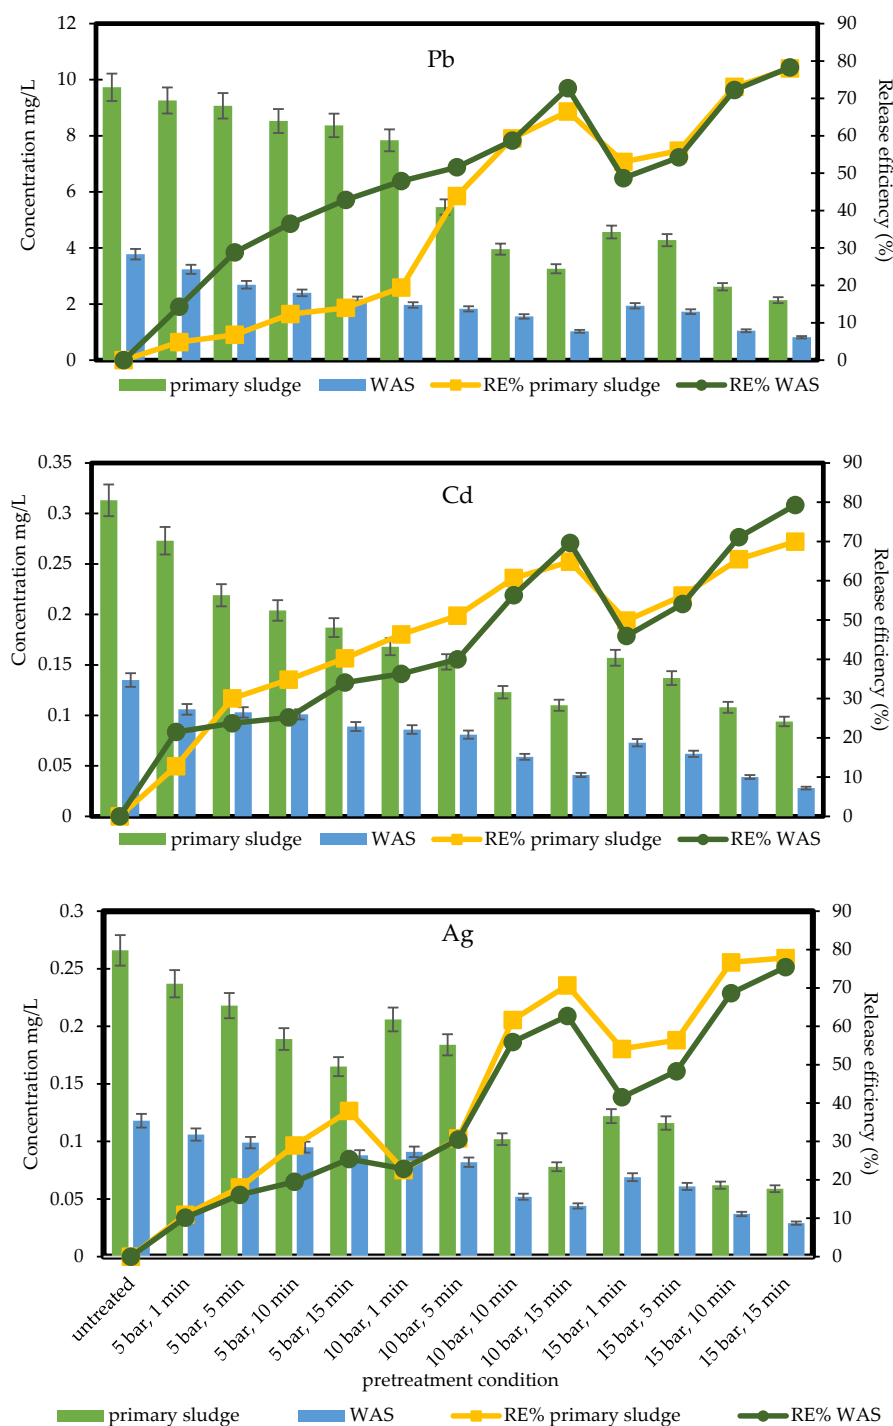 Pb
Concentration mg/L
12
10
8
6
4
2
0
90
80
70
60
50
40
30
20
10
0
Release efficiency (%)
primary sludge WAS RE% primary sludge RE% WAS
Cd
Concentration mg/L
0.35
0.3
0.25
0.2
0.15
0.1
0.05
0
90
80
70
60
50
40
30
20
10
0
Release efficiency (%)
primary sludge WAS RE% primary sludge RE% WAS
Ag
Concentration mg/L
0.3
0.25
0.2
0.15
0.1
0.05
0
90
80
70
60
50
40
30
20
10
0
Release efficiency (%)
untreated
5 bar, 1 min
5 bar, 5 min
5 bar, 10 min
5 bar, 15 min
10 bar, 1 min
10 bar, 5 min
10 bar, 10 min
10 bar, 15 min
15 bar, 1 min
15 bar, 5 min
15 bar, 10 min
15 bar, 15 min
pretreatment condition
primary sludge WAS RE% primary sludge RE% WAS